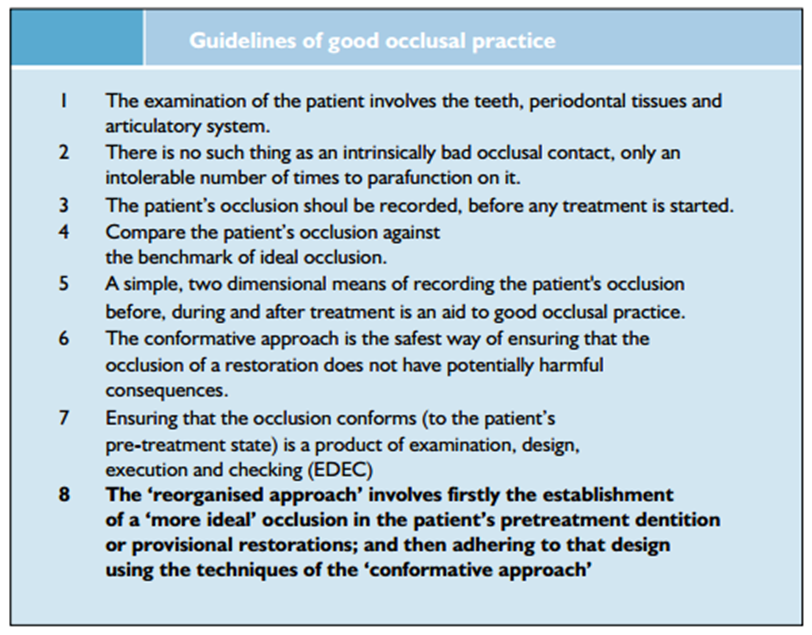 Guidelines of good occlusal practice
1 The examination of the patient involves the teeth, periodontal tissues and
articulatory system.
2 There is no such thing as an intrinsically bad occlusal contact, only an
intolerable number of times to parafunction on it.
3 The patient's occlusion shoul be recorded, before any treatment is started.
4 Compare the patient's occlusion against
the benchmark of ideal occlusion.
5 A simple, two dimensional means of recording the patient's occlusion
before, during and after treatment is an aid to good occlusal practice.
6 The conformative approach is the safest way of ensuring that the
occlusion of a restoration does not have potentially harmful
consequences.
7 Ensuring that the occlusion conforms (to the patient's
pre-treatment state) is a product of examination, design,
execution and checking (EDEC)
8 The 'reorganised approach' involves firstly the establishment
of a 'more ideal' occlusion in the patient's pretreatment dentition
or provisional restorations; and then adhering to that design
using the techniques of the 'conformative approach'